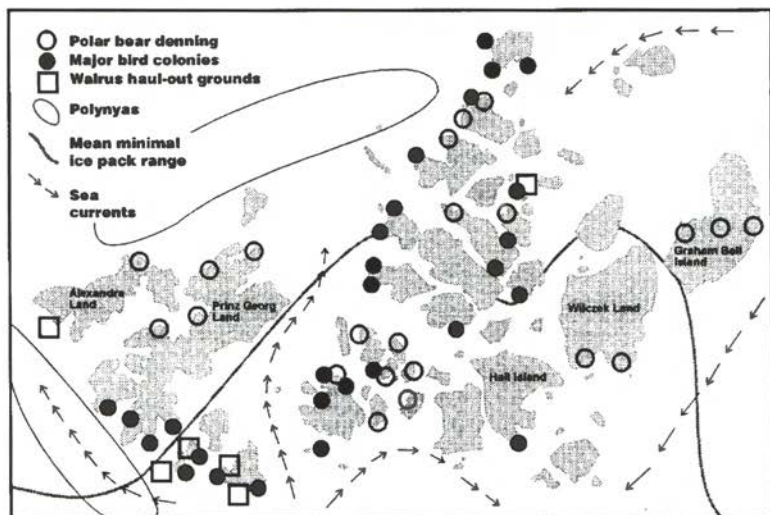 Polar bear denning
Major bird colonies
Walrus haul-out grounds
Polynyas
Mean minimal
ice pack range
Sea
currents
Alexandra
Land
Prinz Georg
Land
Graham Bell
Island
Wilczek Land
Hall Island